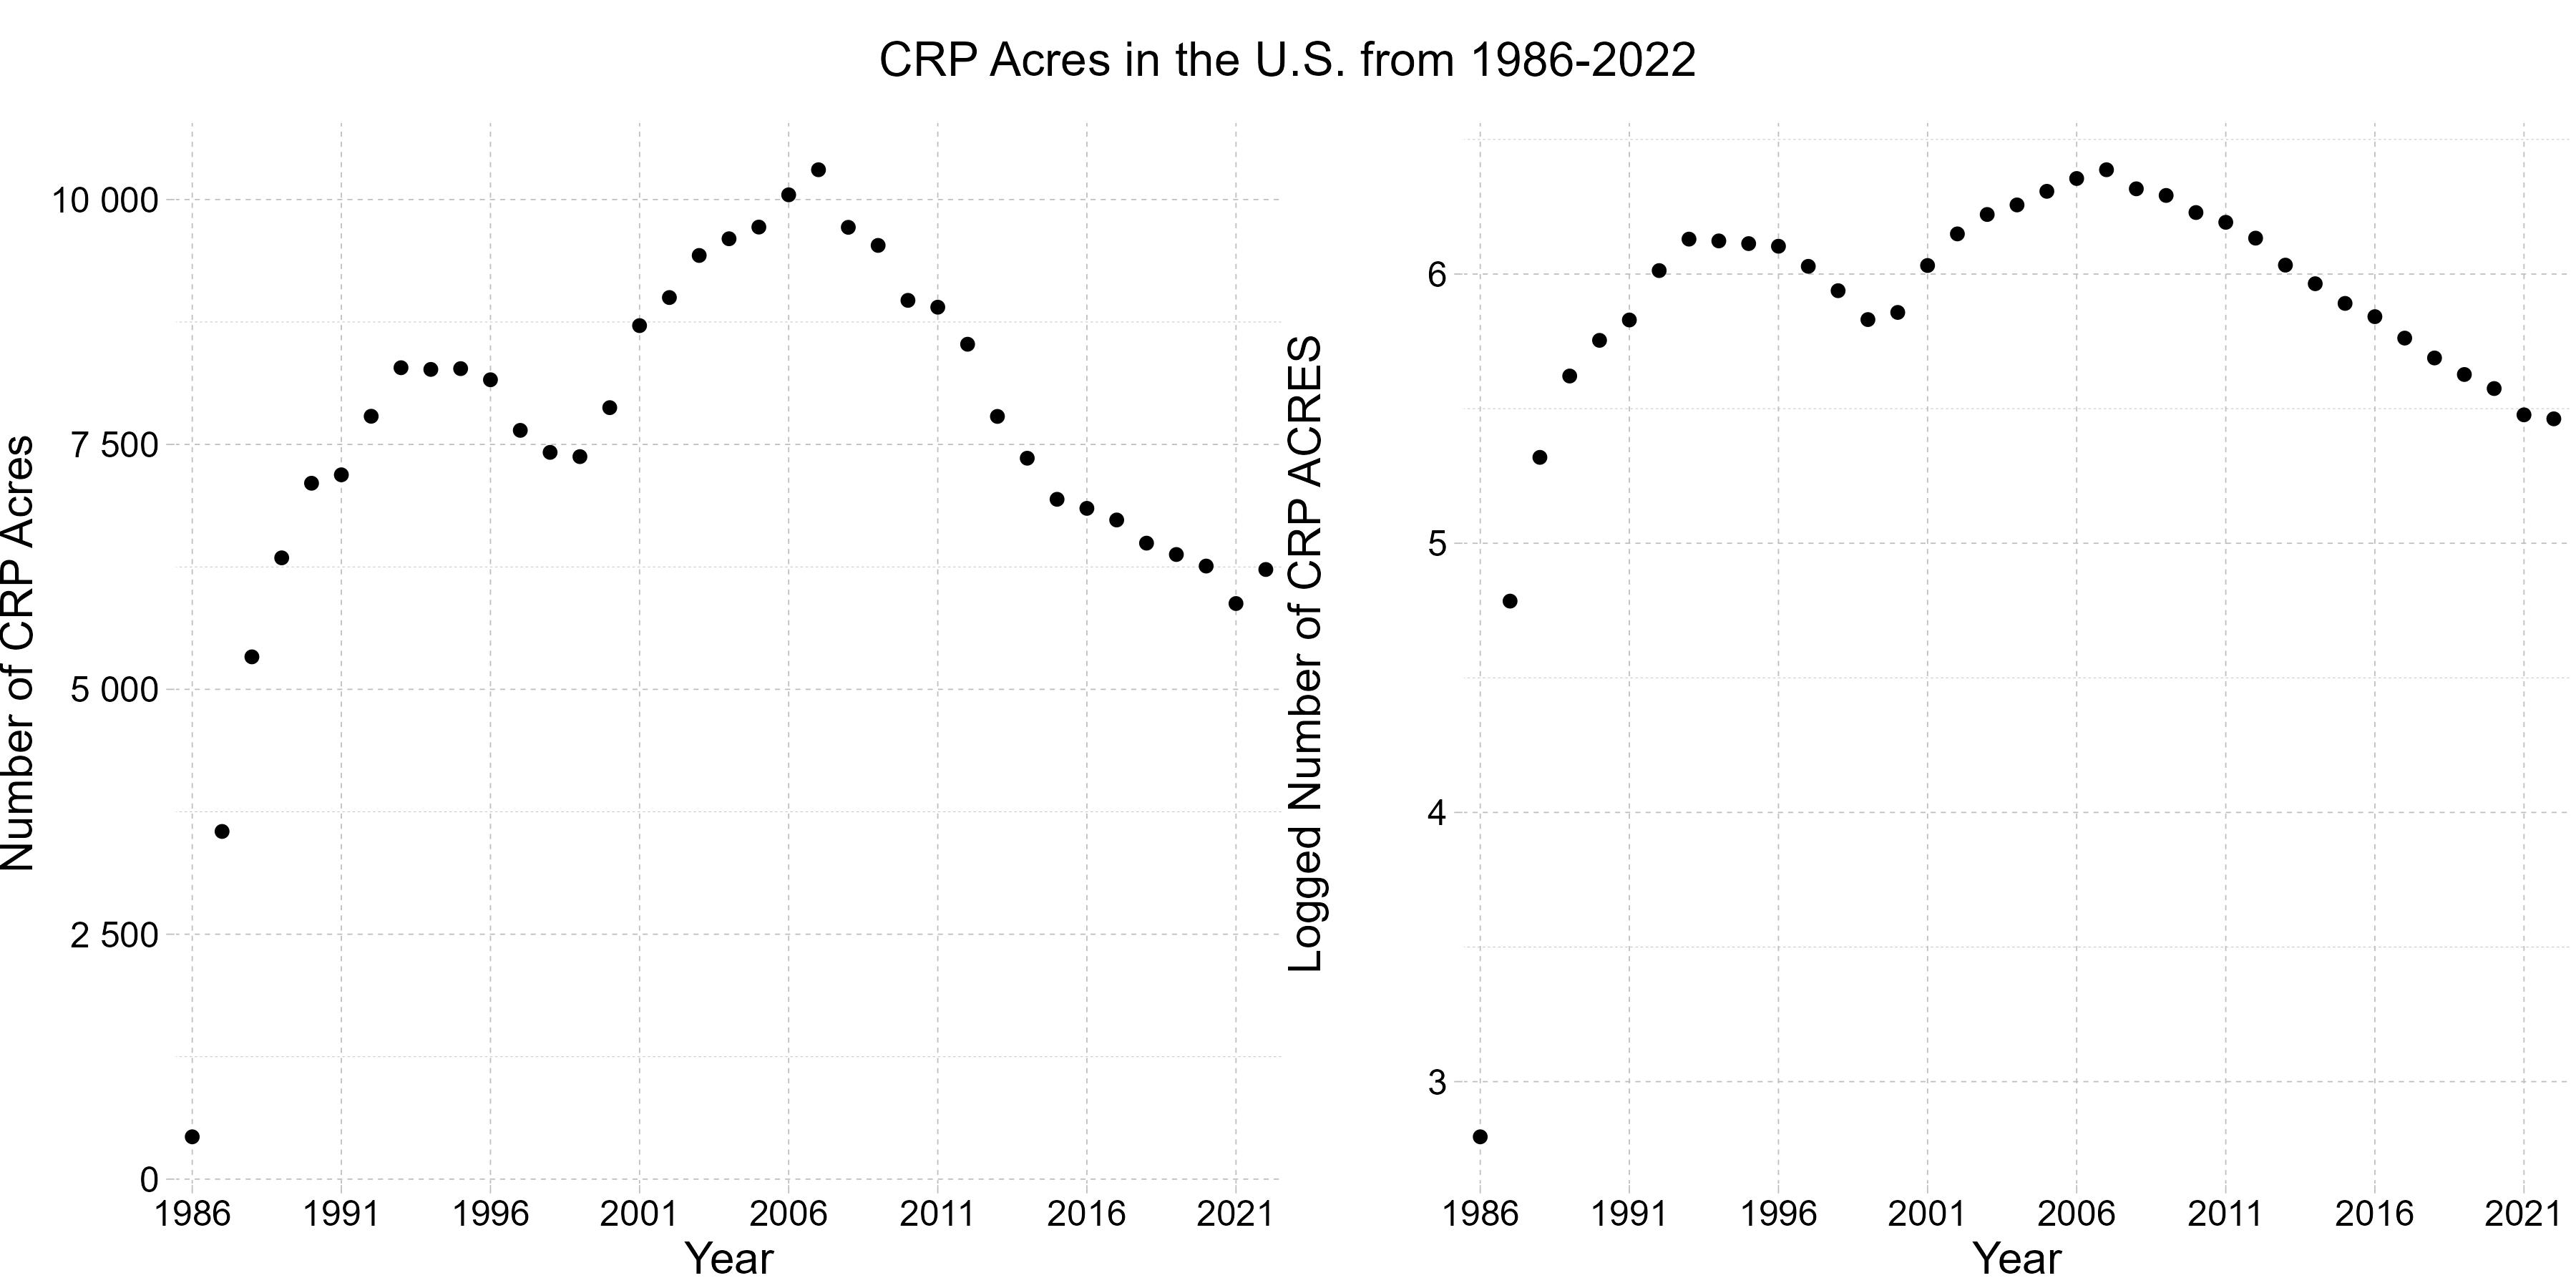 CRP Acres in the U.S. from 1986-2022
Number of CRP Acres
10 000
7 500
5 000
2 500
0
1986 1991 1996 2001 2006 2011 2016 2021
Year
Logged Number of CRP ACRES
6
5
4
3
1986 1991 1996 2001 2006 2011 2016 2021
Year